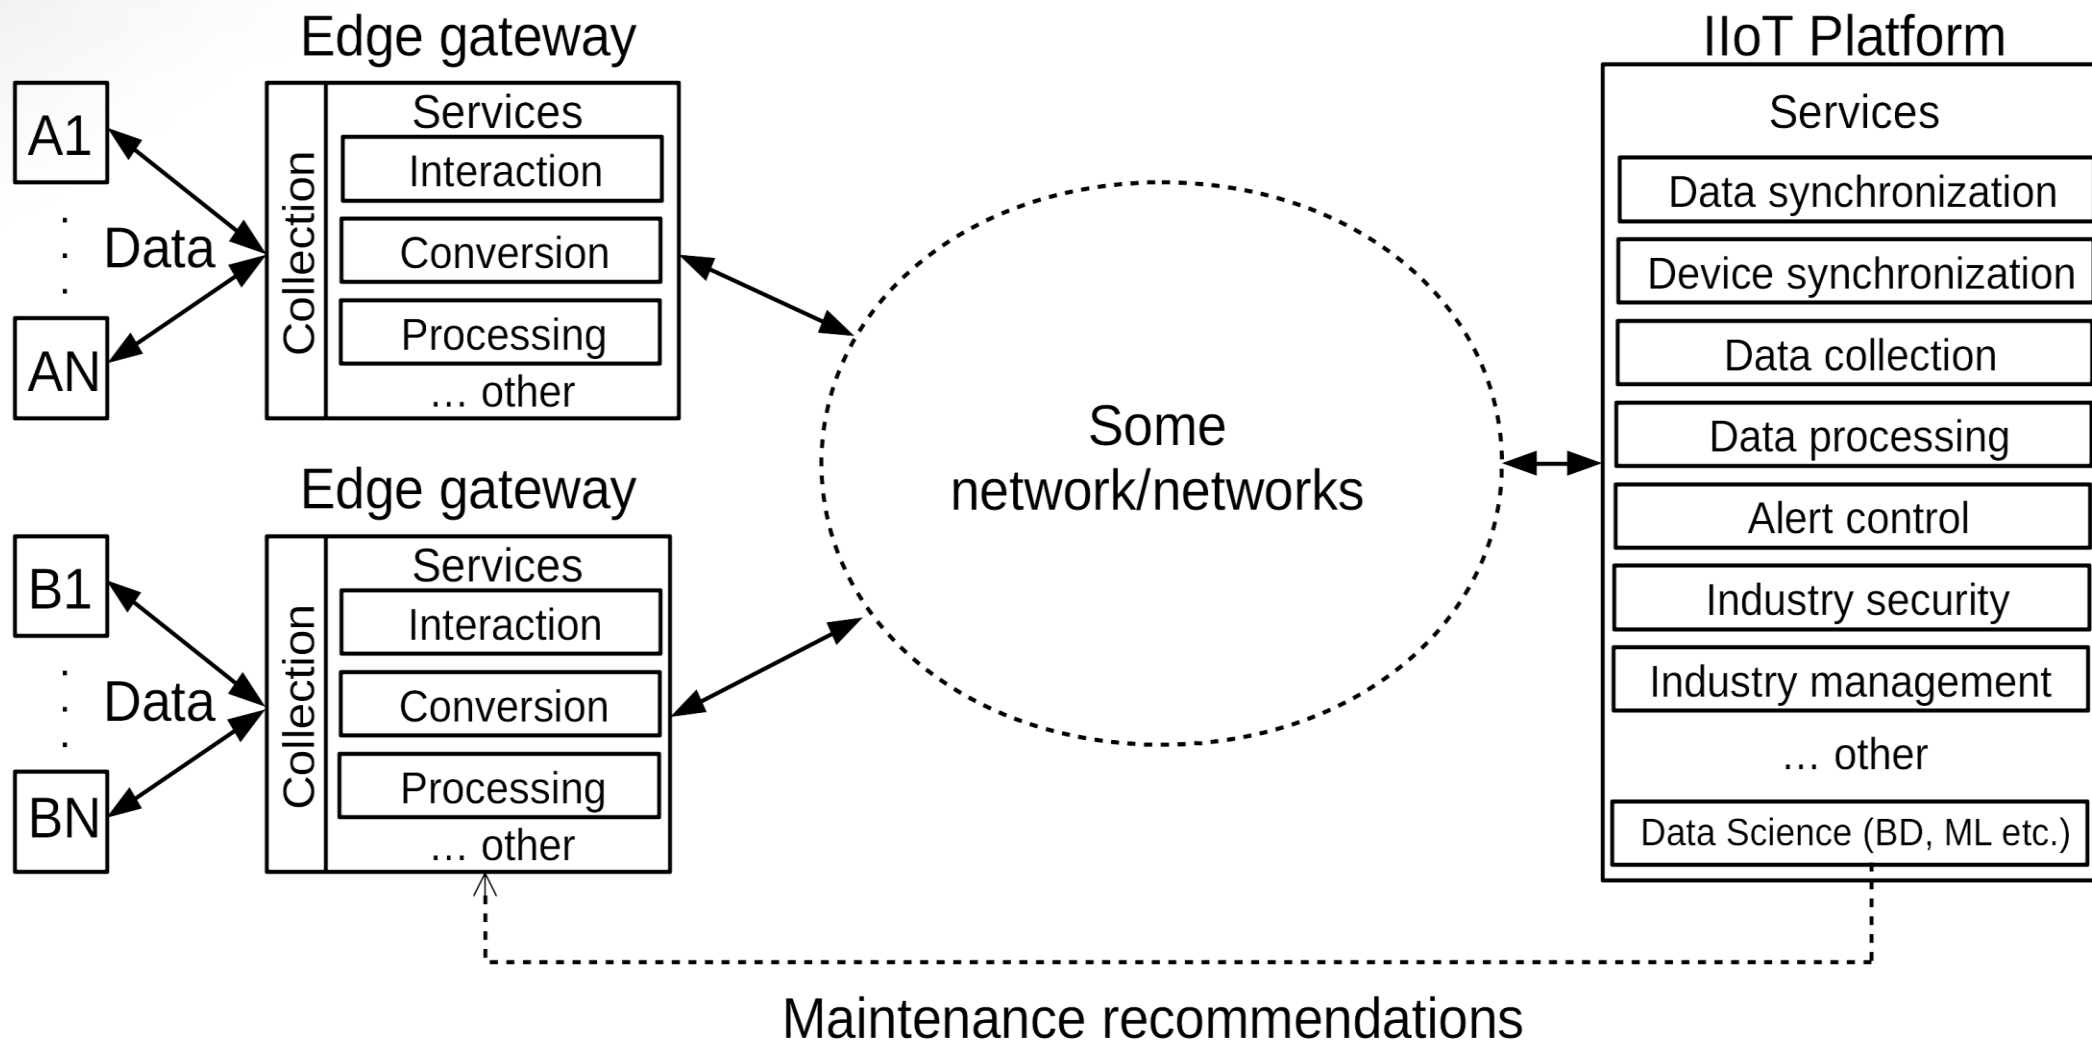 Edge gateway
A1
.
.
.
Data
AN
Collection
Services
Interaction
Conversion
Processing
... other
Edge gateway
B1
.
.
.
Data
BN
Collection
Services
Interaction
Conversion
Processing
... other
Some
network/networks
IIoT Platform
Services
Data synchronization
Device synchronization
Data collection
Data processing
Alert control
Industry security
Industry management
... other
Data Science (BD, ML etc.)
Maintenance recommendations